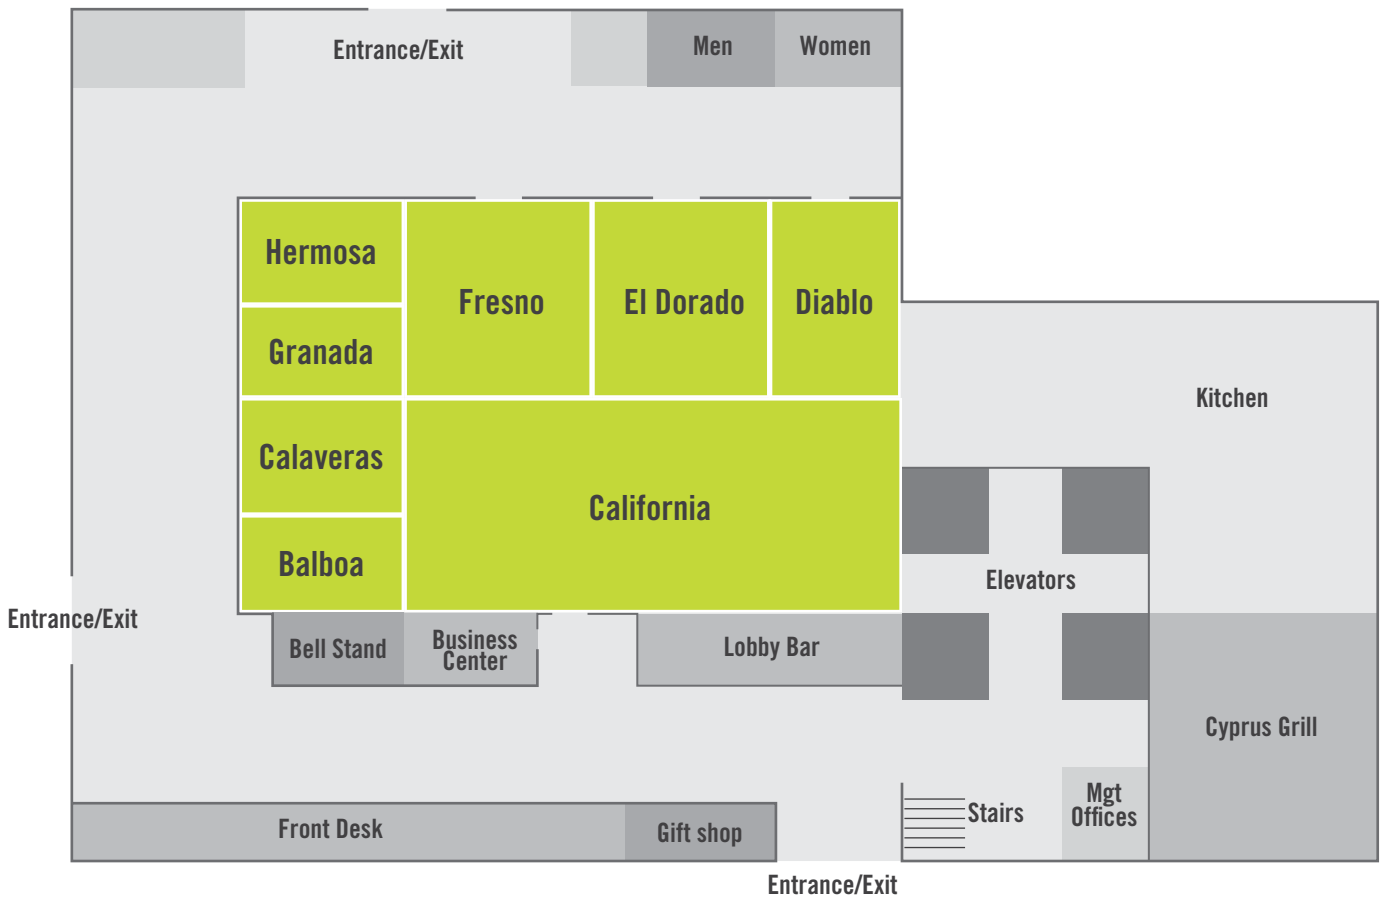 Entrance/Exit
Men
Women
Hermosa
Fresno
El Dorado
Diablo
Granada
Kitchen
Calaveras
California
Balboa
Elevators
Entrance/Exit
Bell Stand
Business
Center
Lobby Bar
Cyprus Grill
Front Desk
Gift shop
Stairs
Mgt
Offices
Entrance/Exit